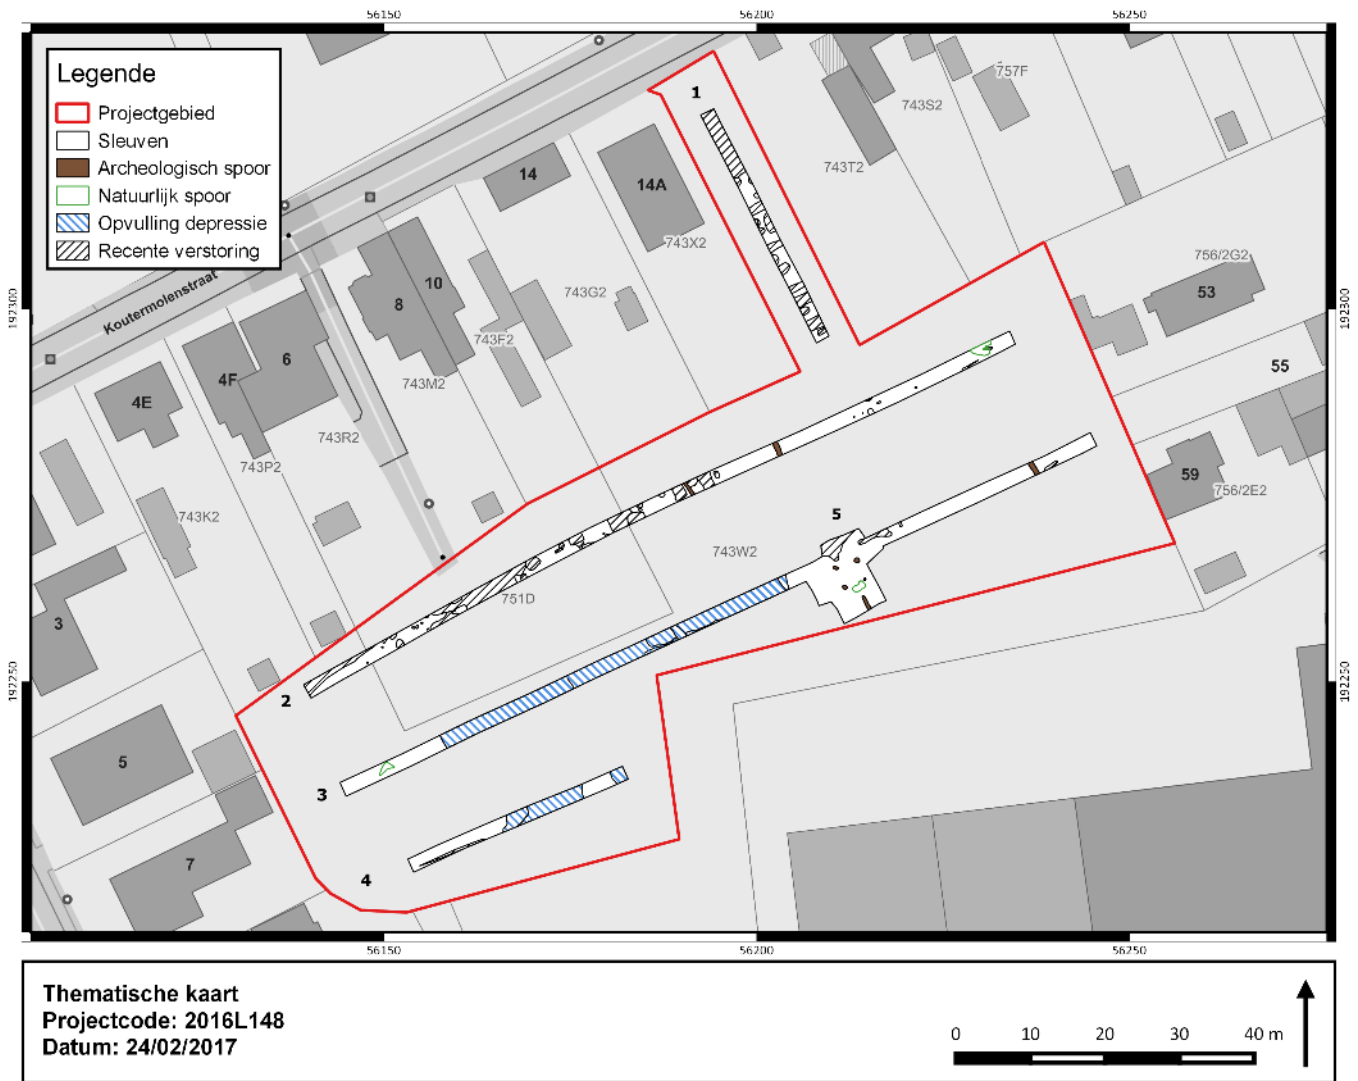 56150
56200
56250
Legende
Projectgebied
Sleuven
Archeologisch spoor
Natuurlijk spoor
Opvulling depressie
Recente verstoring
1
757F
743S2
743T2
14
14A
743X2
Koutermolenstraat
10
8
743G2
756/2G2
53
192300
192300
6
743F2
4F
743M2
55
4E
743R2
743P2
59
756/2E2
743K2
5
743W2
751D
3
192250
192250
2
5
3
7
4
56150
56200
56250
Thematische kaart
Projectcode: 2016L148
Datum: 24/02/2017
0 10 20 30 40 m